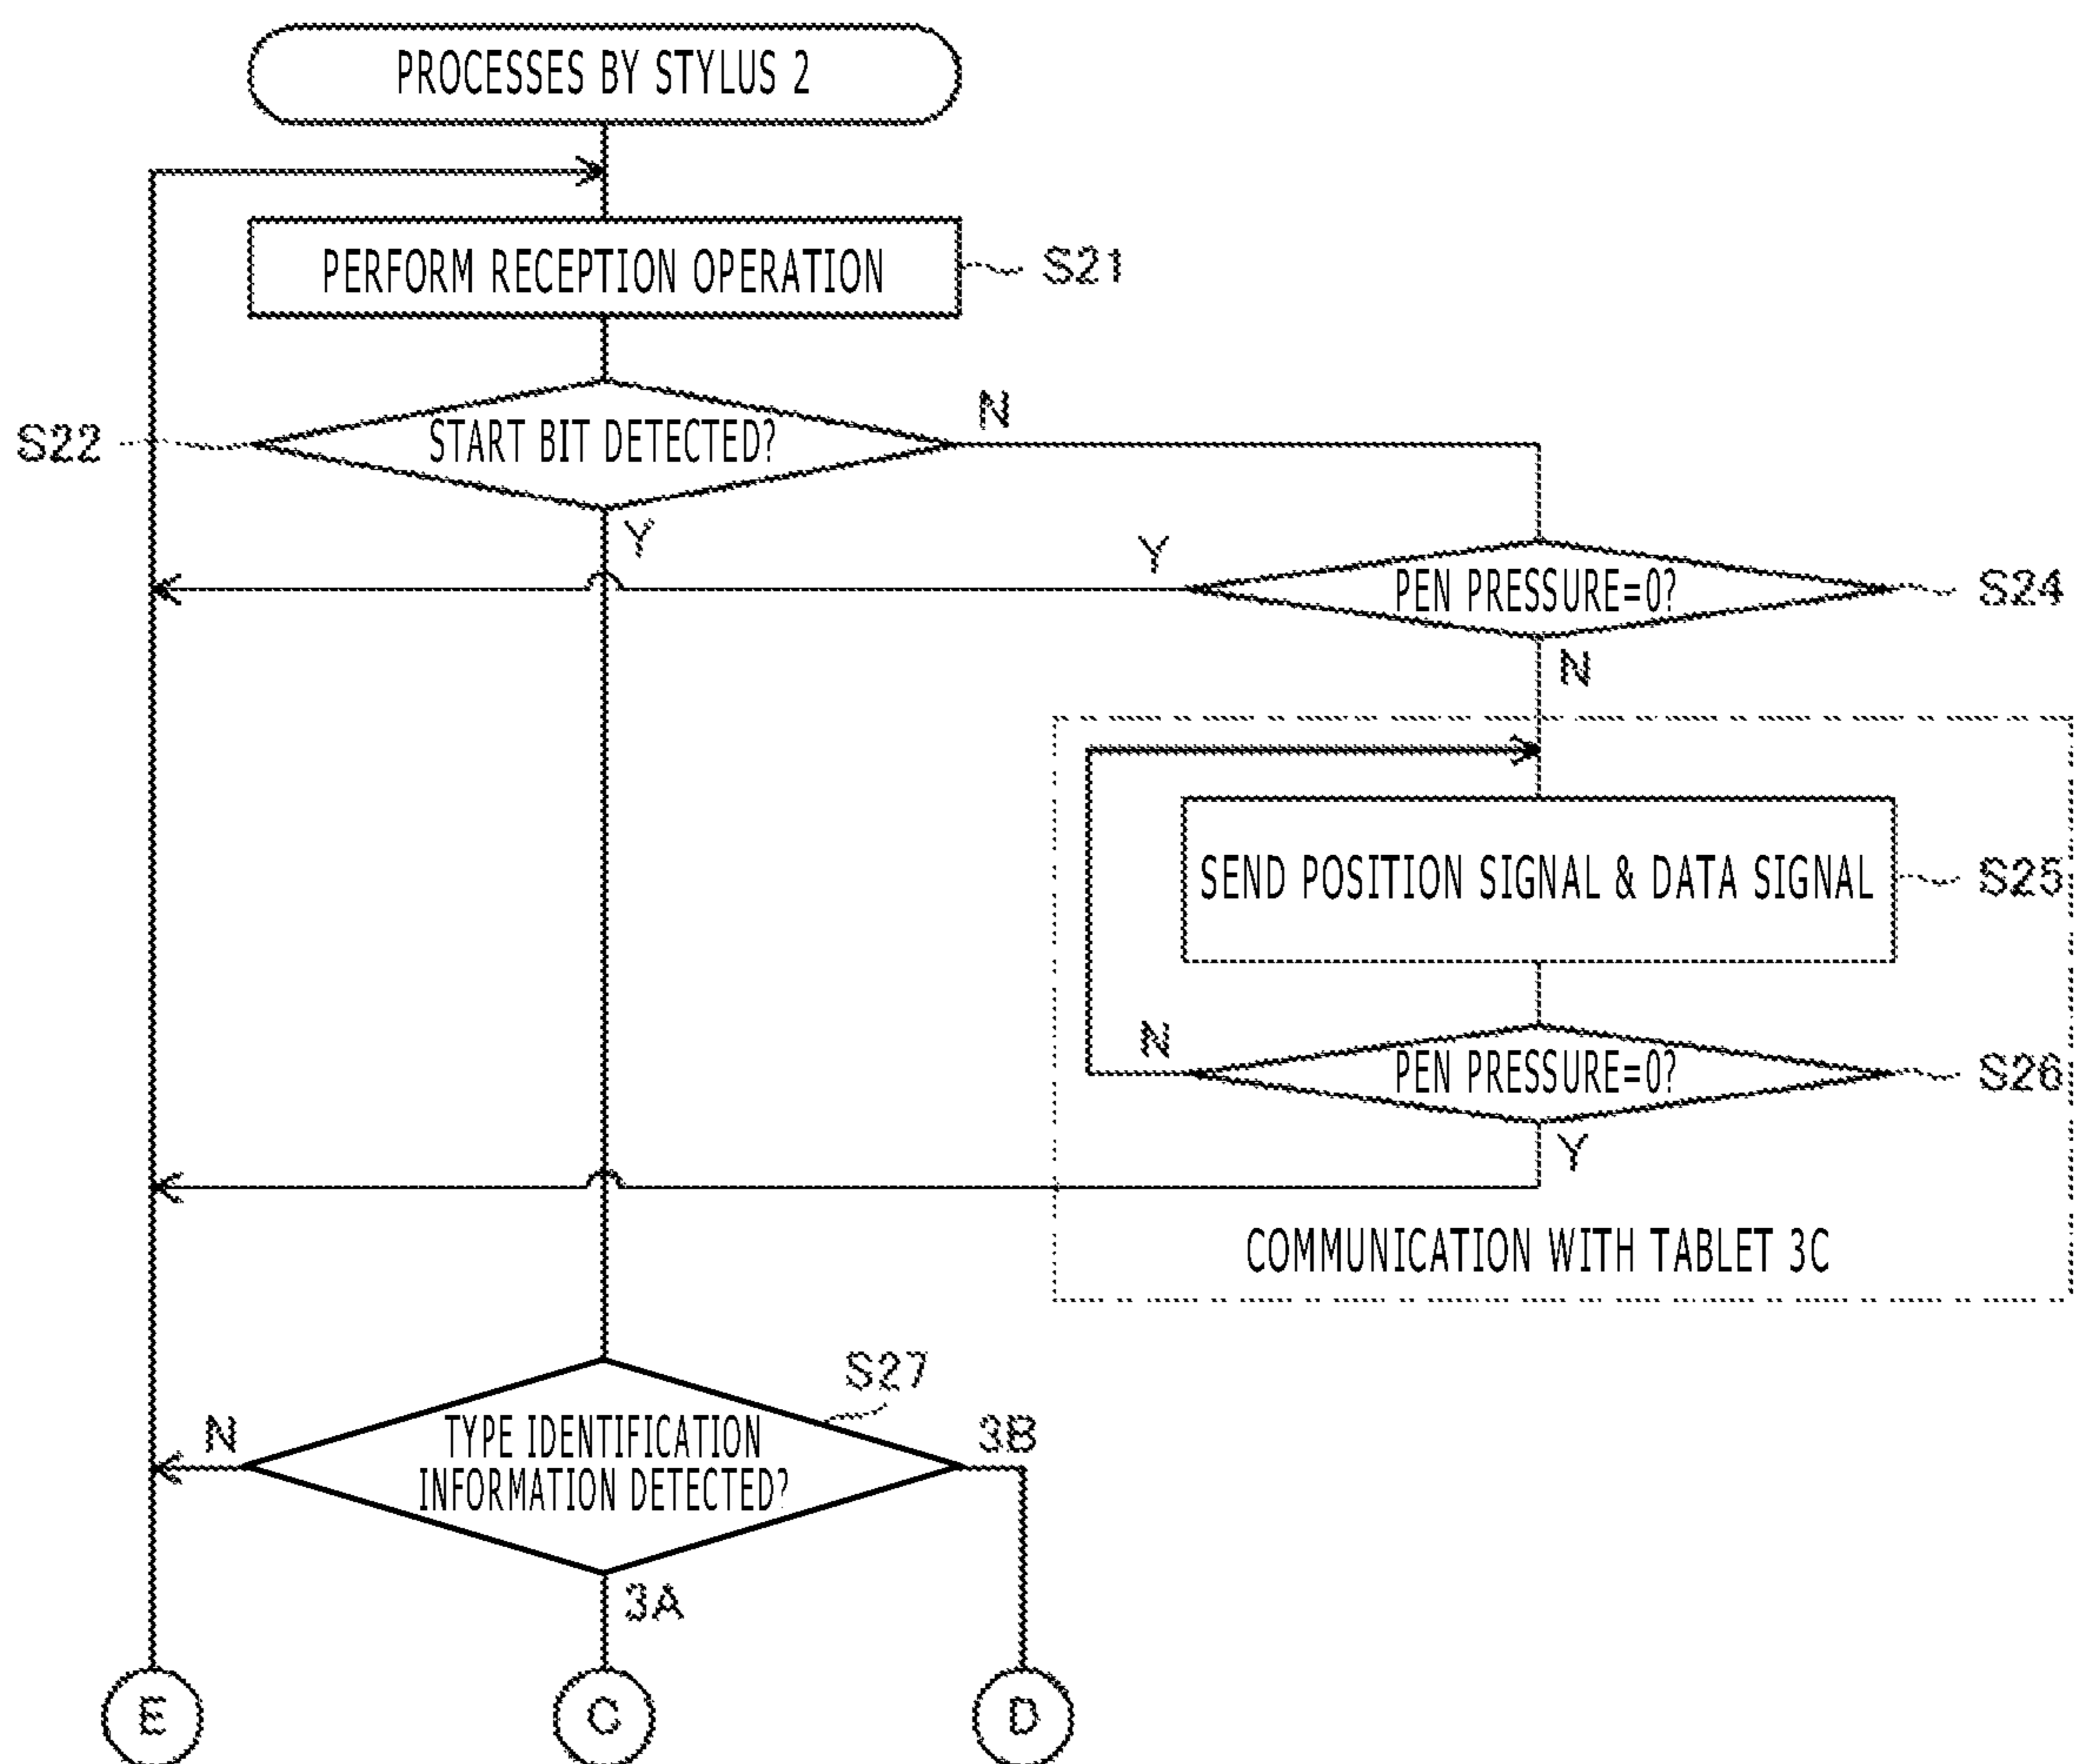 PROCESSES BY STYLUS 2
PERFORM RECEPTION OPERATION
S21
S22
START BIT DETECTED?
N
Y
Y
PEN PRESSURE=0?
S24
N
SEND POSITION SIGNAL & DATA SIGNAL
S25
N
PEN PRESSURE=0?
S26
Y
COMMUNICATION WITH TABLET 3C
S27
N
TYPE IDENTIFICATION
INFORMATION DETECTED?
3B
3A
E
C
D